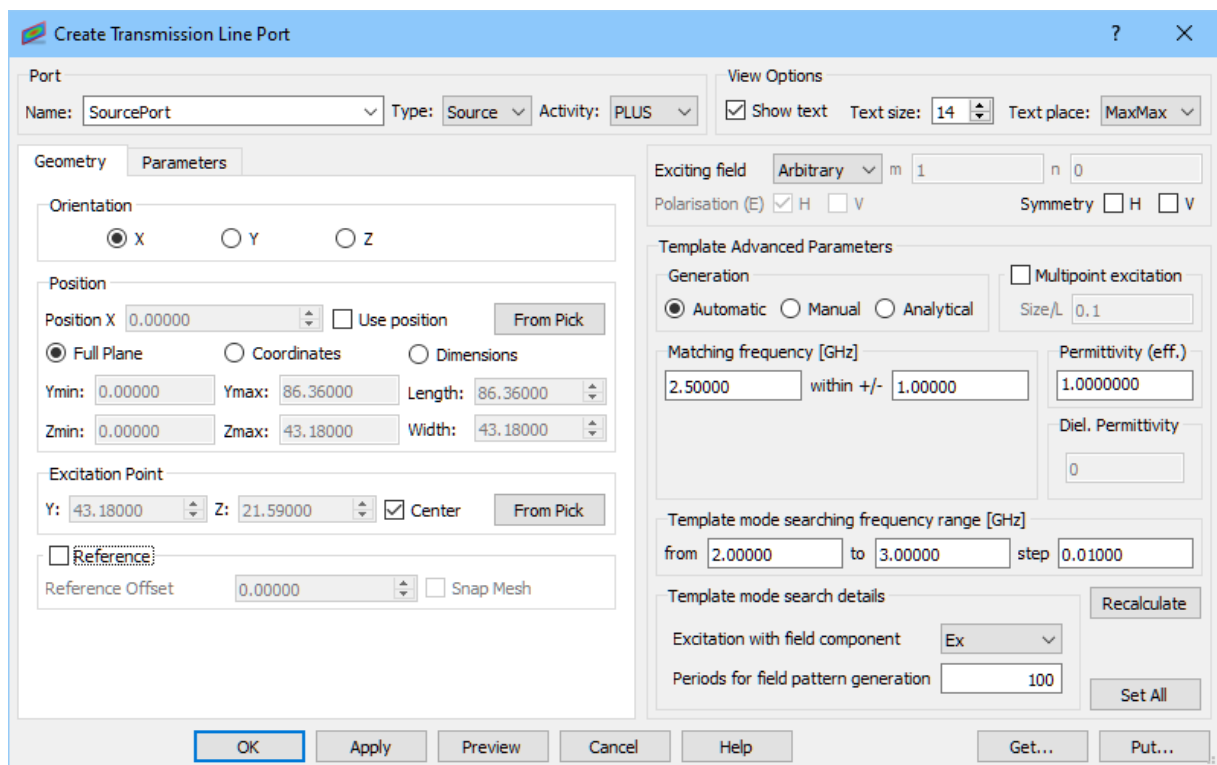 Create Transmission Line Port ?
Port
Name: SourcePort Type: Source Activity: PLUS
View Options
Show text Text size: 14 Text place: MaxMax
Geometry Parameters
Orientation
X Y Z
Position
Position X 0.00000 Use position From Pick
Full Plane Coordinates Dimensions
Ymin: 0.00000 Ymax: 86.36000 Length: 86.36000
Zmin: 0.00000 Zmax: 43.18000 Width: 43.18000
Excitation Point
Y: 43.18000 Z: 21.59000 Center From Pick
Reference
Reference Offset 0.00000 Snap Mesh
Exciting field Arbitrary m 1 n 0
Polarisation (E) H V Symmetry H V
Template Advanced Parameters
Generation
Automatic Manual Analytical
Multipoint excitation
Size/L 0.1
Matching frequency [GHz]
2.50000 within +/- 1.00000
Permittivity (eff.)
1.0000000
Diel. Permittivity
0
Template mode searching frequency range [GHz]
from 2.00000 to 3.00000 step 0.01000
Template mode search details
Excitation with field component Ex
Periods for field pattern generation 100
Recalculate
Set All
OK Apply Preview Cancel Help Get... Put...